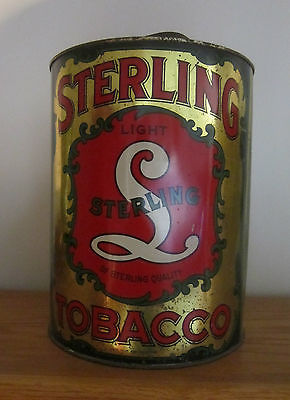 STERLING
LIGHT
S
STERLING
OF STERLING QUALITY
TOBACCO